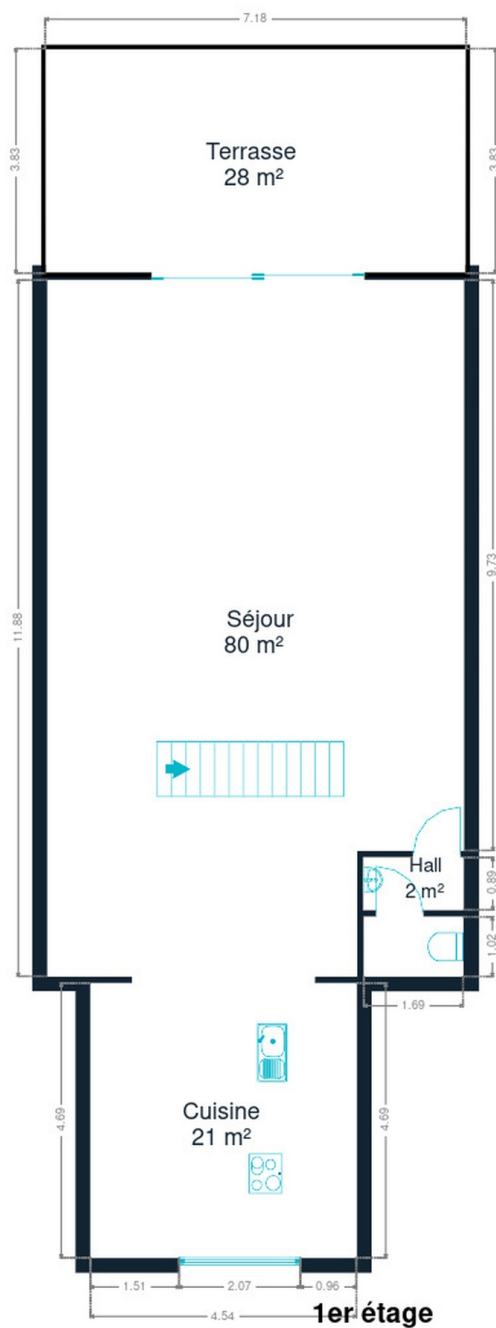 7.18
3.83
3.83
Terrasse
28 m²
11.88
9.73
Séjour
80 m²
Hall
2 m²
0.89
1.02
1.69
4.69
4.69
Cuisine
21 m²
1.51
2.07
0.96
4.54
1er étage